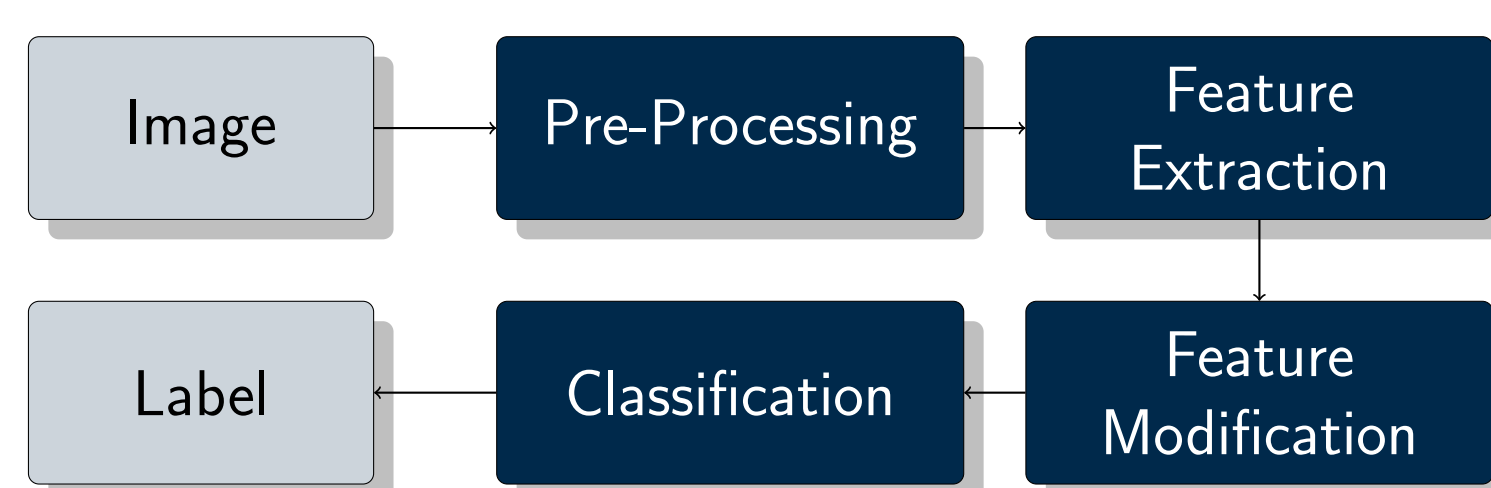 Image
Pre-Processing
Feature
Extraction
Label
Classification
Feature
Modification